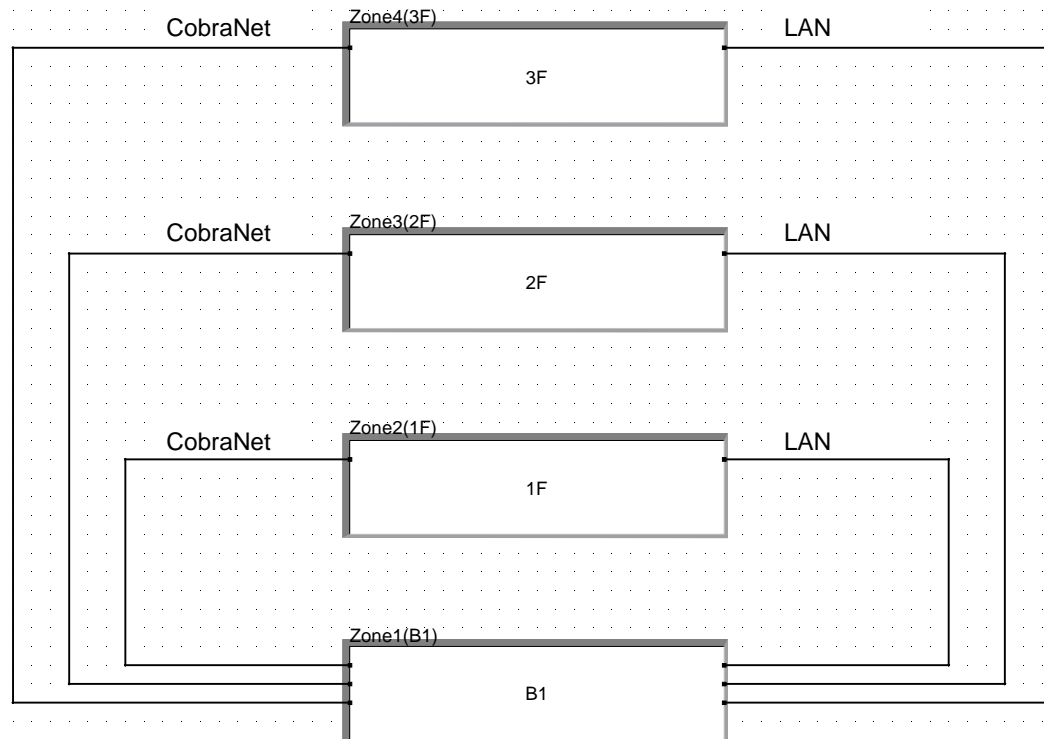 Zone4(3F)
CobraNet
LAN
3F
Zone3(2F)
CobraNet
LAN
2F
Zone2(1F)
CobraNet
LAN
1F
Zone1(B1)
B1